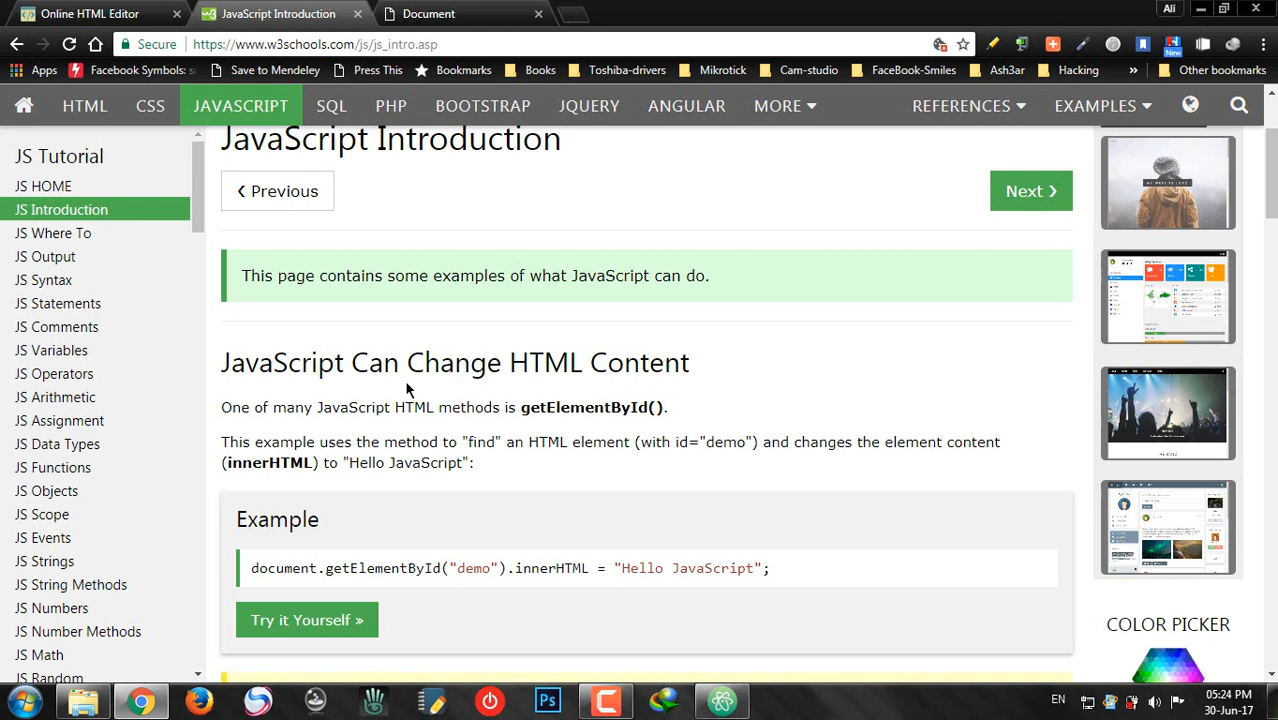 Online HTML Editor
JavaScript Introduction
Document
Ali
Secure
https://www.w3schools.com/js/js_intro.asp
New
Apps
Facebook Symbols: s
Save to Mendeley
Press This
Bookmarks
Books
Toshiba-drivers
Mikrotick
Cam-studio
FaceBook-Smiles
Ash3ar
Hacking
»
Other bookmarks
HTML
CSS
JAVASCRIPT
SQL
PHP
BOOTSTRAP
JQUERY
ANGULAR
MORE
REFERENCES
EXAMPLES
JS Tutorial
JS HOME
JS Introduction
JS Where To
JS Output
JS Syntax
JS Statements
JS Comments
JS Variables
JS Operators
JS Arithmetic
JS Assignment
JS Data Types
JS Functions
JS Objects
JS Scope
JS Events
JS Strings
JS String Methods
JS Numbers
JS Number Methods
JS Math
JS Random
JavaScript Introduction
❮ Previous
Next ❯
This page contains some examples of what JavaScript can do.
JavaScript Can Change HTML Content
One of many JavaScript HTML methods is getElementById().
This example uses the method to "find" an HTML element (with id="demo") and changes the element content
(innerHTML) to "Hello JavaScript":
Example
document.getElementById("demo").innerHTML = "Hello JavaScript";
Try it Yourself »
COLOR PICKER
Ps
EN
05:24 PM
30-Jun-17